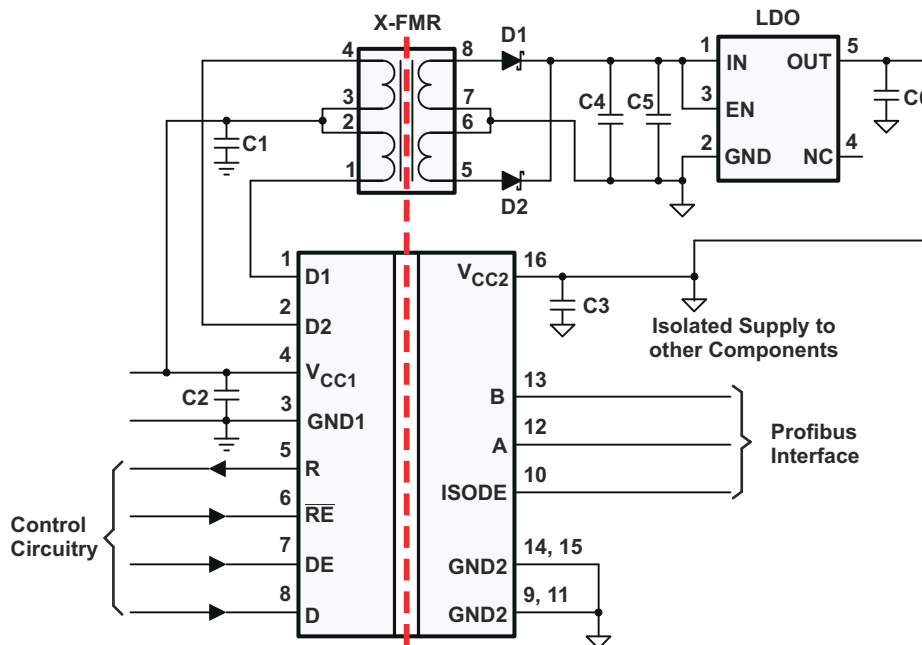 X-FMR
LDO
D1
4
8
1
IN
OUT
5
3
7
C4
C5
3
EN
C1
2
6
2
GND
NC
4
1
5
D2
1
D1
16
VCC2
C3
2
D2
Isolated Supply to
other Components
4
VCC1
C2
3
GND1
13
B
12
A
10
ISODE
Profibus
Interface
5
R
6
RE
7
DE
8
D
Control
Circuitry
14, 15
GND2
9, 11
GND2